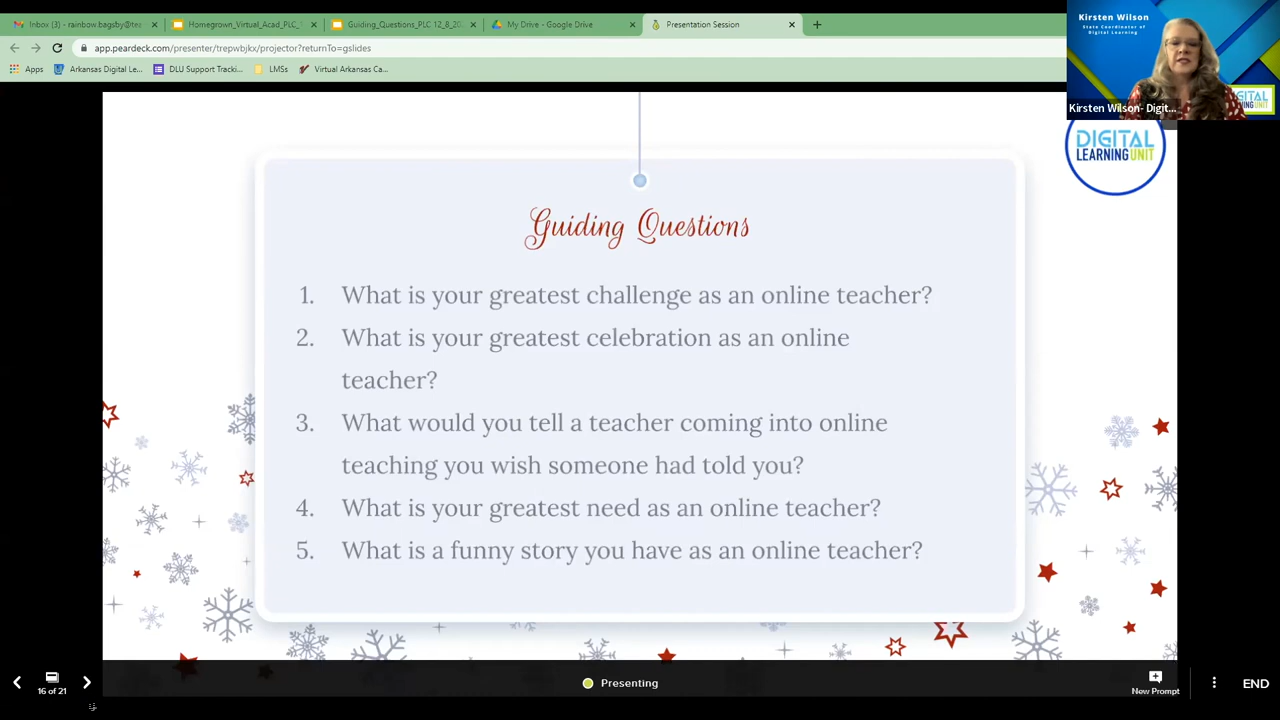 Inbox (3) - rainbow.bagsby@te
Homegrown_Virtual_Acad_PLC_
Guiding_Questions_PLC 12_8_20
My Drive - Google Drive
Presentation Session
app.peardeck.com/presenter/trepwbjkx/projector?returnTo=gslides
Apps
Arkansas Digital Le...
DLU Support Tracki...
LMSs
Virtual Arkansas Ca...
Kirsten Wilson
State Coordinator of
Digital Learning
Kirsten Wilson- Digit...
DIGITAL
LEARNING UNIT
Guiding Questions
1. What is your greatest challenge as an online teacher?
2. What is your greatest celebration as an online
teacher?
3. What would you tell a teacher coming into online
teaching you wish someone had told you?
4. What is your greatest need as an online teacher?
5. What is a funny story you have as an online teacher?
16 of 21
Presenting
New Prompt
END